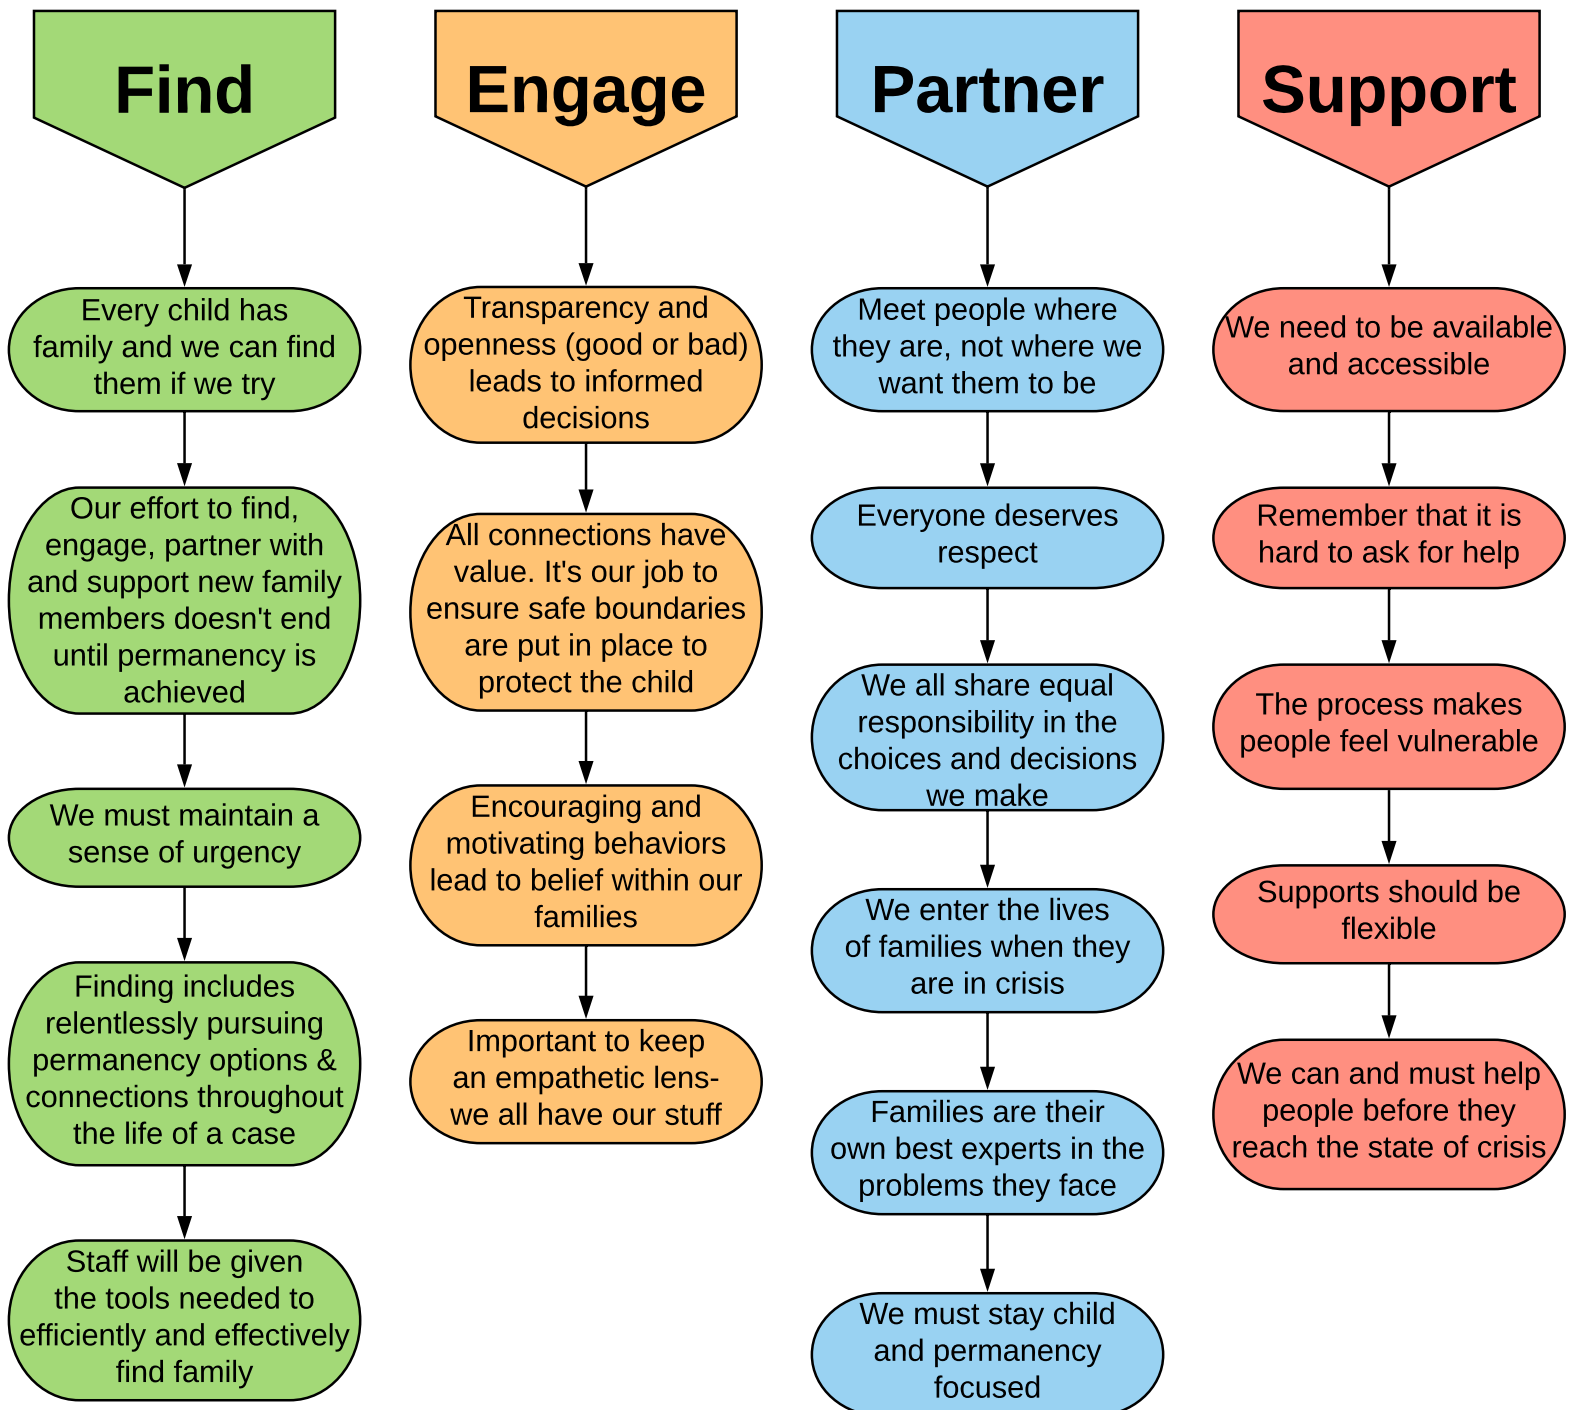 Find
Every child has
family and we can find
them if we try
Our effort to find,
engage, partner with
and support new family
members doesn't end
until permanency is
achieved
We must maintain a
sense of urgency
Finding includes
relentlessly pursuing
permanency options &
connections throughout
the life of a case
Staff will be given
the tools needed to
efficiently and effectively
find family
Engage
Transparency and
openness (good or bad)
leads to informed
decisions
All connections have
value. It's our job to
ensure safe boundaries
are put in place to
protect the child
Encouraging and
motivating behaviors
lead to belief within our
families
Important to keep
an empathetic lens-
we all have our stuff
Partner
Meet people where
they are, not where we
want them to be
Everyone deserves
respect
We all share equal
responsibility in the
choices and decisions
we make
We enter the lives
of families when they
are in crisis
Families are their
own best experts in the
problems they face
We must stay child
and permanency
focused
Support
We need to be available
and accessible
Remember that it is
hard to ask for help
The process makes
people feel vulnerable
Supports should be
flexible
We can and must help
people before they
reach the state of crisis